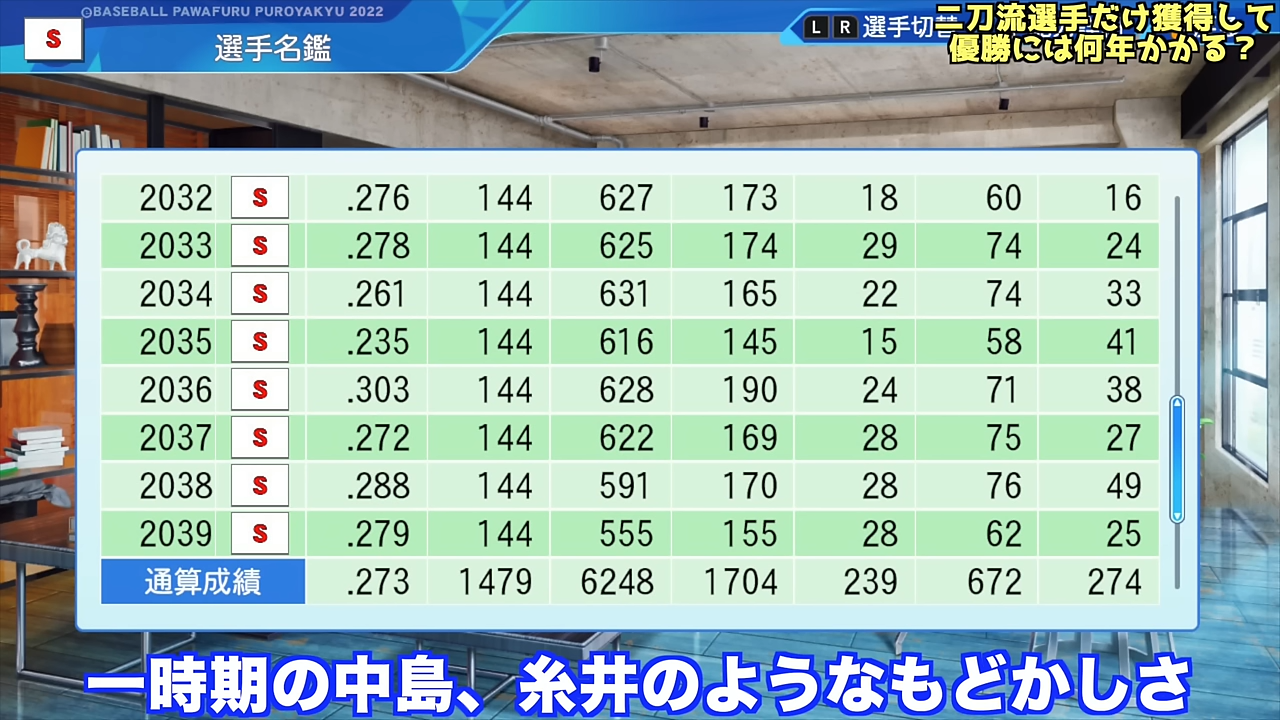 ©BASEBALL PAWAFURU PUROYAKYU 2022
S
選手名鑑
L R 選手切替
二刀流選手だけ獲得して
優勝には何年かかる？
2032 S .276 144 627 173 18 60 16
2033 S .278 144 625 174 29 74 24
2034 S .261 144 631 165 22 74 33
2035 S .235 144 616 145 15 58 41
2036 S .303 144 628 190 24 71 38
2037 S .272 144 622 169 28 75 27
2038 S .288 144 591 170 28 76 49
2039 S .279 144 555 155 28 62 25
通算成績 .273 1479 6248 1704 239 672 274
一時期の中島、糸井のようなもどかしさ